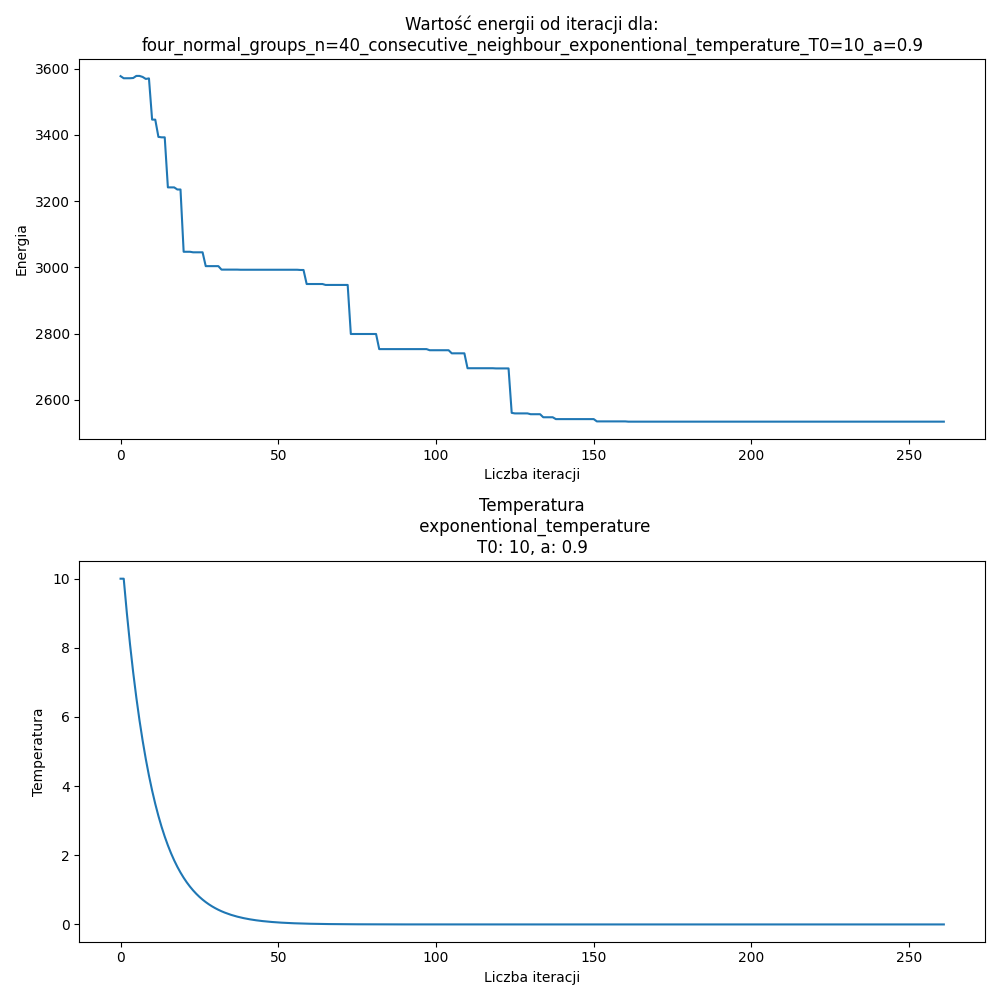 Wartość energii od iteracji dla:
four_normal_groups_n=40_consecutive_neighbour_exponentional_temperature_T0=10_a=0.9
3600
3400
3200
3000
2800
2600
Energia
0 50 100 150 200 250
Liczba iteracji
Temperatura
exponentional_temperature
T0: 10, a: 0.9
10
8
6
4
2
0
Temperatura
0 50 100 150 200 250
Liczba iteracji